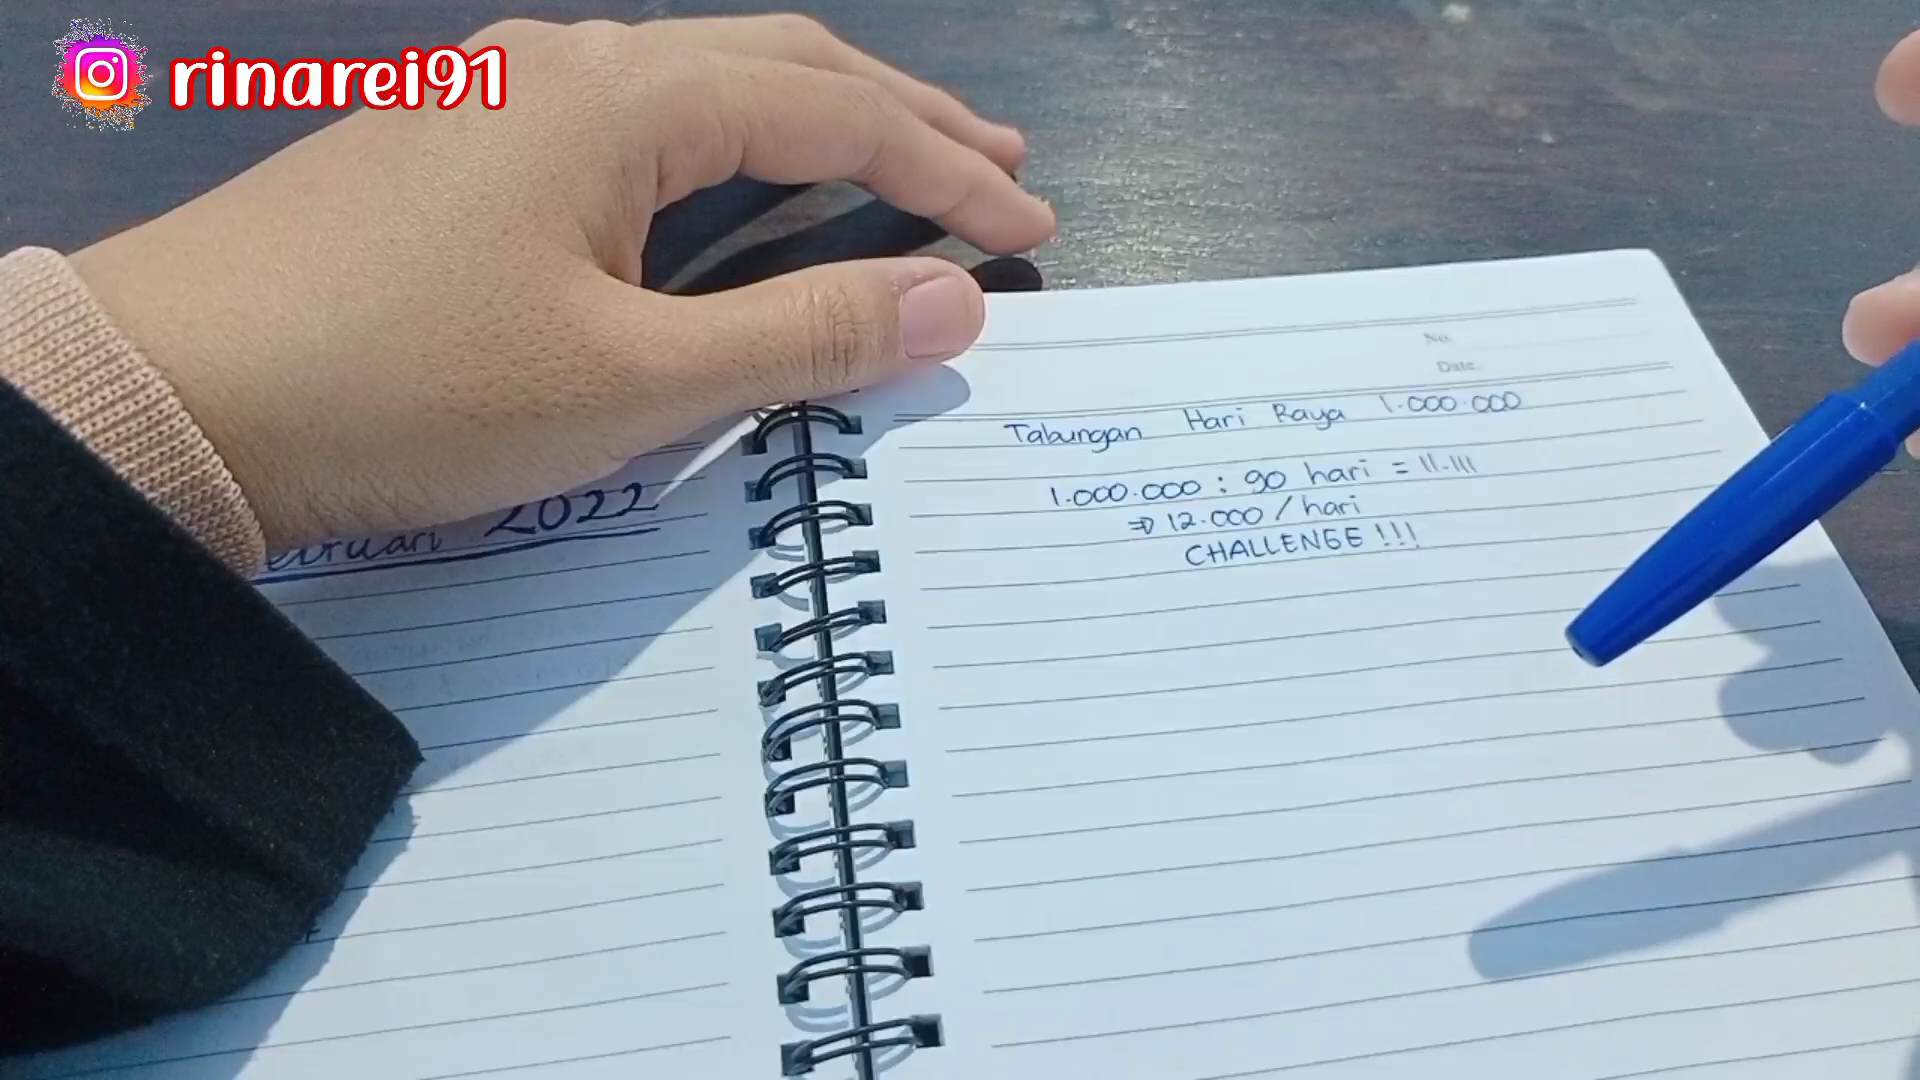 rinarei91
2022
No.
Date.
Tabungan Hari Raya 1.000.000
1.000.000 : 90 hari = 11.111
⇒ 12.000 / hari
CHALLENGE !!!